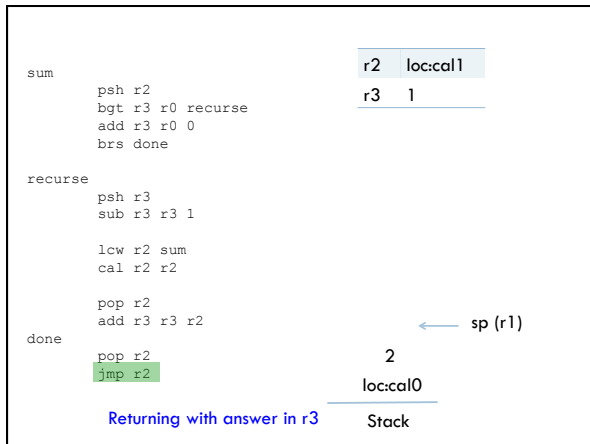 sum
psh r2
bgt r3 r0 recurse
add r3 r0 0
brs done
recurse
psh r3
sub r3 r3 1
lcw r2 sum
cal r2 r2
pop r2
add r3 r3 r2
done
pop r2
jmp r2
Returning with answer in r3
r2 loc:cal1
r3 1
sp (r1)
2
loc:cal0
Stack